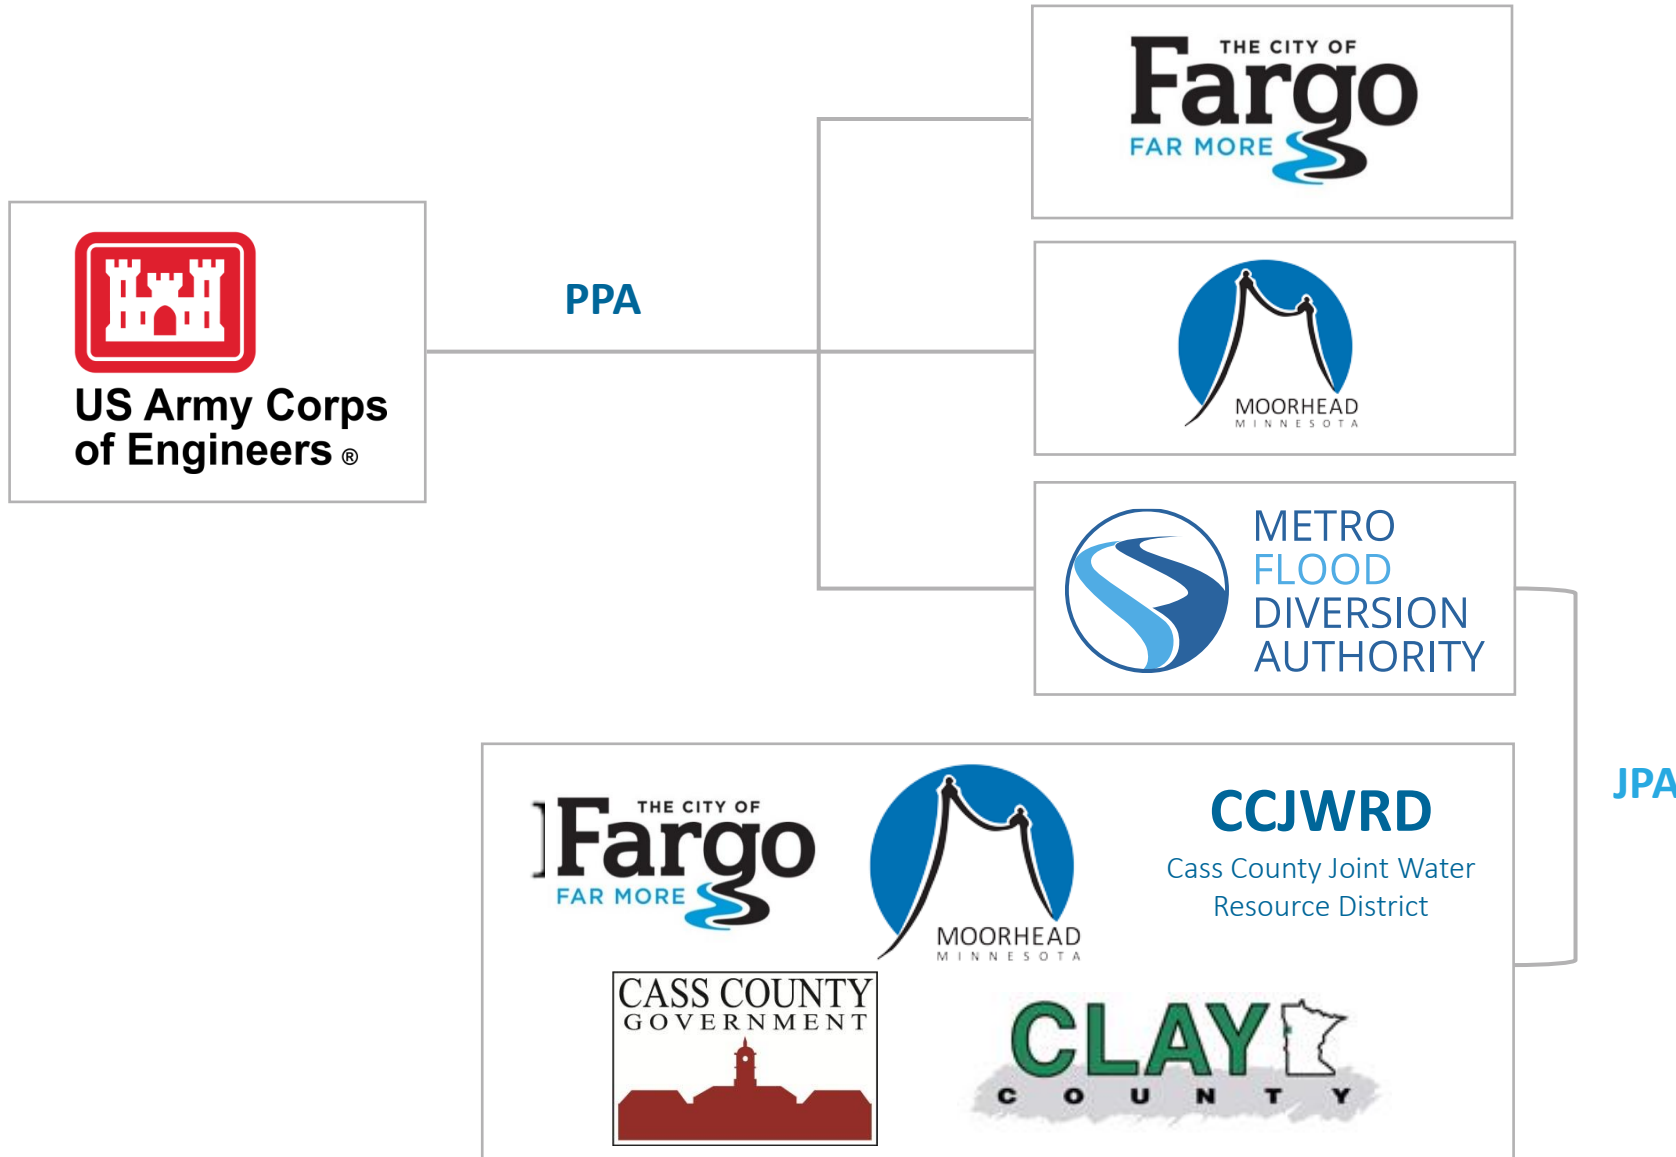 THE CITY OF
Fargo
FAR MORE
US Army Corps
of Engineers ®
PPA
MOORHEAD
MINNESOTA
METRO
FLOOD
DIVERSION
AUTHORITY
JPA
THE CITY OF
Fargo
FAR MORE
MOORHEAD
MINNESOTA
CCJWRD
Cass County Joint Water
Resource District
CASS COUNTY
GOVERNMENT
CLAY
COUNTY